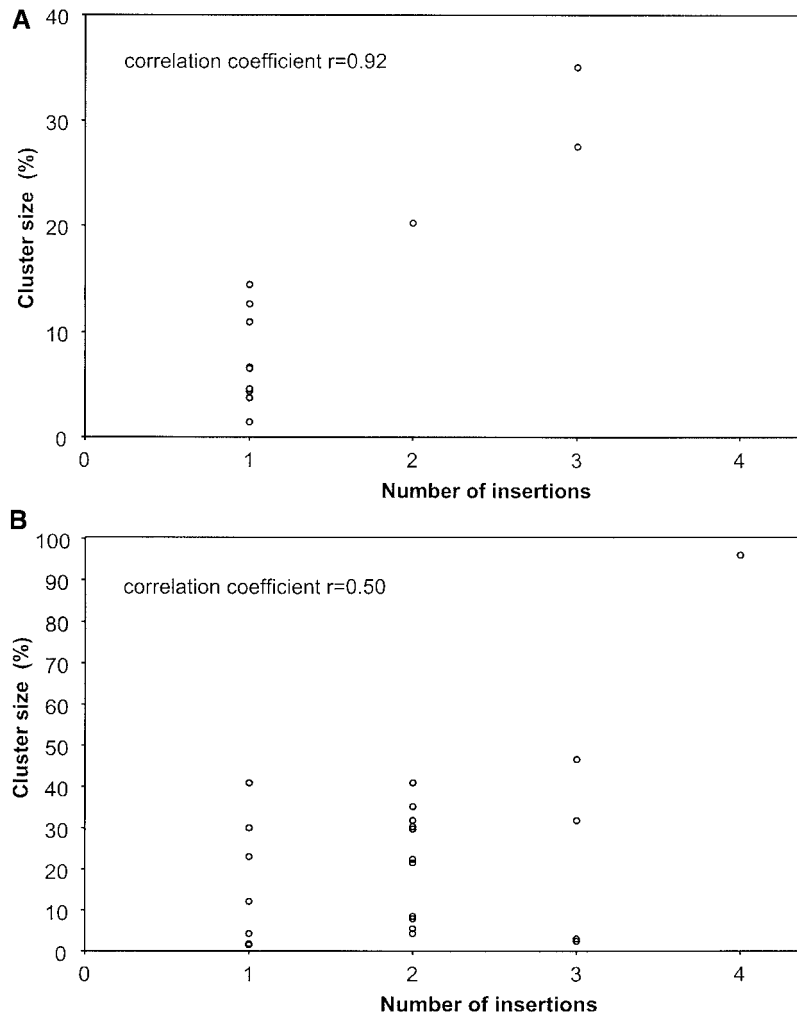 A
40
correlation coefficient r=0.92
30
Cluster size (%)
20
10
0
0 1 2 3 4
Number of insertions
B
100
correlation coefficient r=0.50
90
80
70
60
Cluster size (%)
50
40
30
20
10
0
0 1 2 3 4
Number of insertions